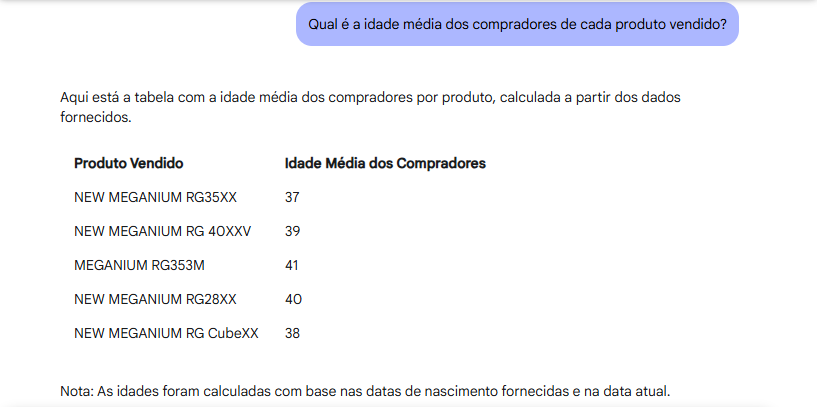 Qual é a idade média dos compradores de cada produto vendido?
Aqui está a tabela com a idade média dos compradores por produto, calculada a partir dos dados
fornecidos.
Produto Vendido Idade Média dos Compradores
NEW MEGANIUM RG35XX 37
NEW MEGANIUM RG 40XXV 39
MEGANIUM RG353M 41
NEW MEGANIUM RG28XX 40
NEW MEGANIUM RG CubeXX 38
Nota: As idades foram calculadas com base nas datas de nascimento fornecidas e na data atual.